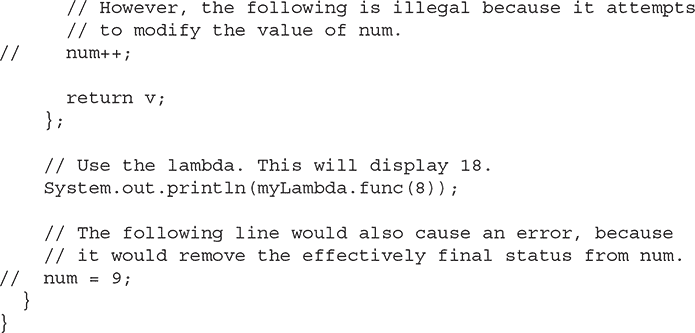 // However, the following is illegal because it attempts
// to modify the value of num.
//    num++;
return v;
};
// Use the lambda. This will display 18.
System.out.println(myLambda.func(8));
// The following line would also cause an error, because
// it would remove the effectively final status from num.
//  num = 9;
}
}